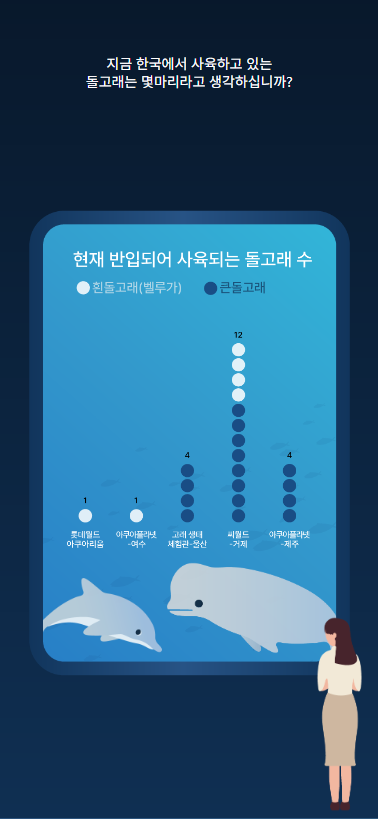 지금 한국에서 사육하고 있는
돌고래는 몇마리라고 생각하십니까?
현재 반입되어 사육되는 돌고래 수
흰돌고래(벨루가) 큰돌고래
12
4 4
1 1
롯데월드 아쿠아플라넷 고래 생태 씨월드 아쿠아플라넷
아쿠아리움 -여수 체험관-울산 -거제 -제주